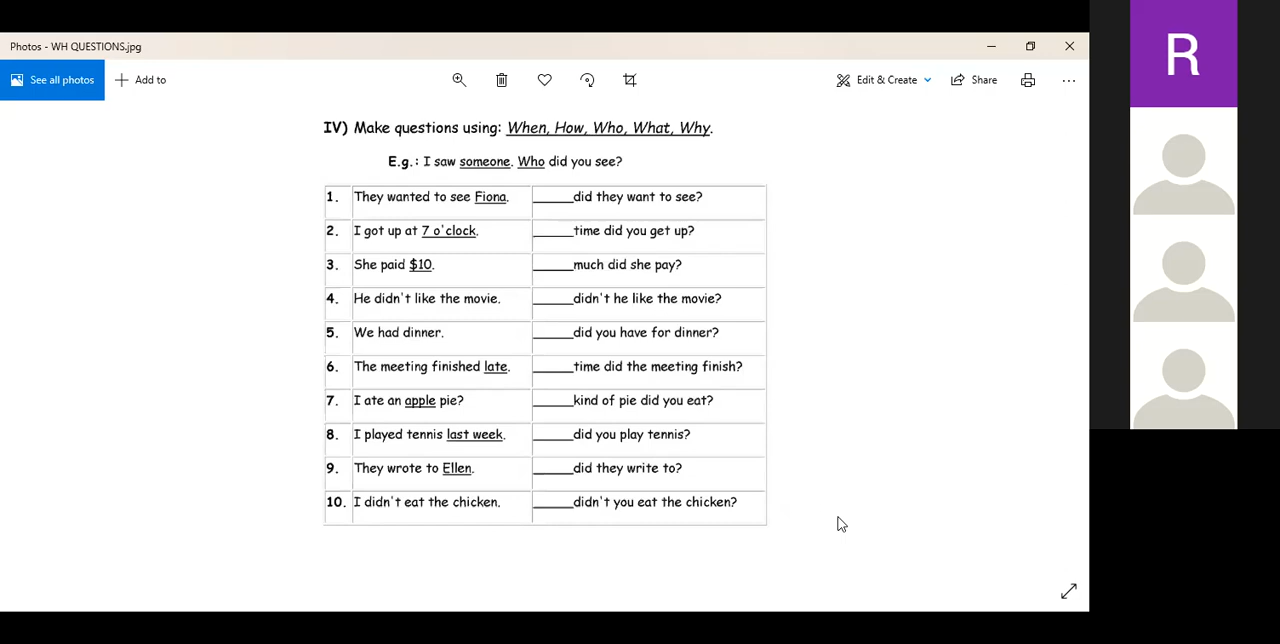 Photos - WH QUESTIONS.jpg
See all photos
Add to
Edit & Create
Share
R
IV) Make questions using: When, How, Who, What, Why.
E.g.: I saw someone. Who did you see?
1. They wanted to see Fiona. ______did they want to see?
2. I got up at 7 o'clock. ______time did you get up?
3. She paid $10. ______much did she pay?
4. He didn't like the movie. ______didn't he like the movie?
5. We had dinner. ______did you have for dinner?
6. The meeting finished late. ______time did the meeting finish?
7. I ate an apple pie? ______kind of pie did you eat?
8. I played tennis last week. ______did you play tennis?
9. They wrote to Ellen. ______did they write to?
10. I didn't eat the chicken. ______didn't you eat the chicken?